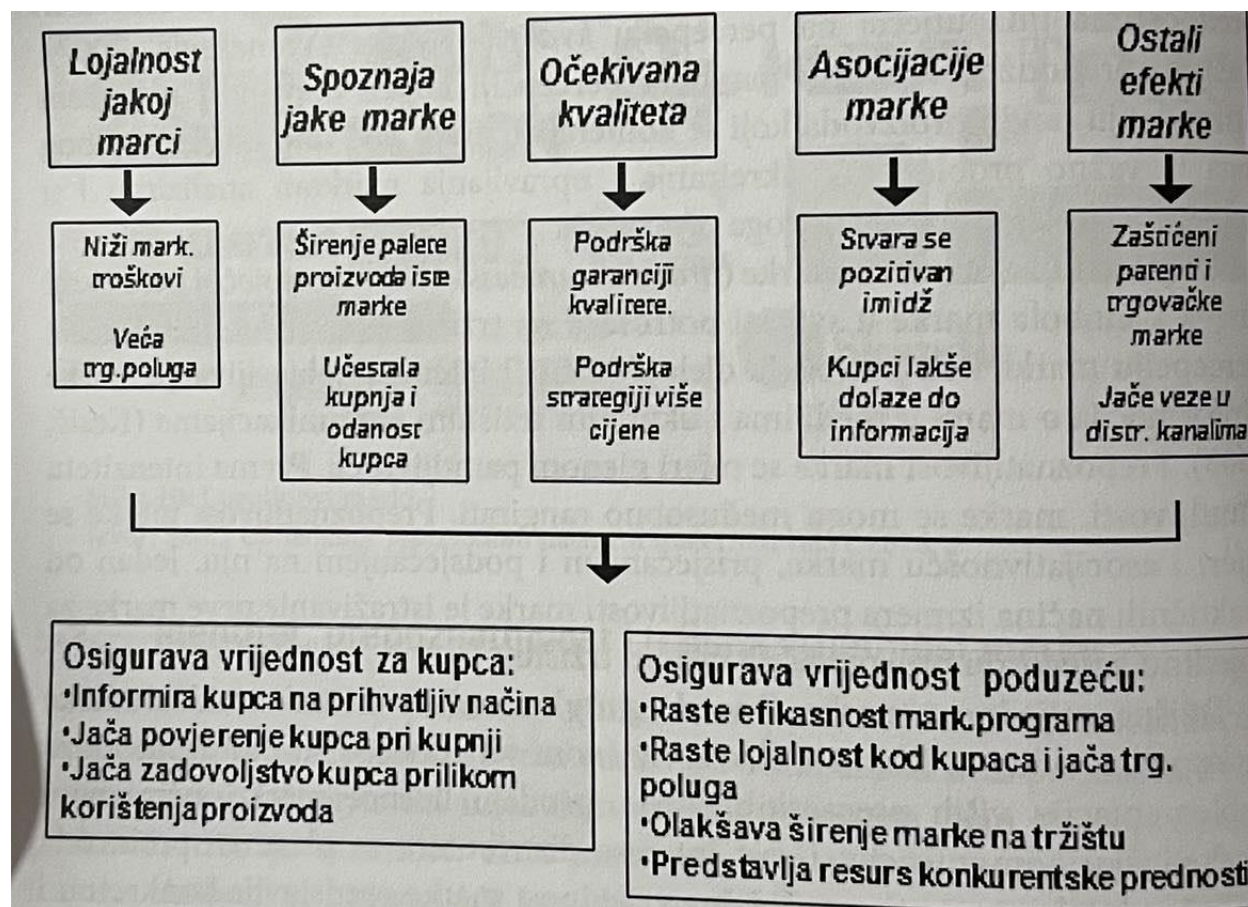 Lojalnost
jakoj
marci
Spoznaja
jake marke
Očekivana
kvaliteta
Asocijacije
marke
Ostali
efekti
marke
Niži mark.
troškovi
Veća
trg.poluga
Širenje palete
proizvoda iste
marke
Učestala
kupnja i
odanost
kupca
Podrška
garanciji
kvalitete.
Podrška
strategiji više
cijene
Stvara se
pozitivan
imidž
Kupci lakše
dolaze do
informacija
Zaštićeni
patenti i
trgovačke
marke
Jače veze u
distr. kanalima
Osigurava vrijednost za kupca:
•Informira kupca na prihvatljiv načina
•Jača povjerenje kupca pri kupnji
•Jača zadovoljstvo kupca prilikom
korištenja proizvoda
Osigurava vrijednost poduzeću:
•Raste efikasnost mark.programa
•Raste lojalnost kod kupaca i jača trg.
poluga
•Olakšava širenje marke na tržištu
•Predstavlja resurs konkurentske prednosti